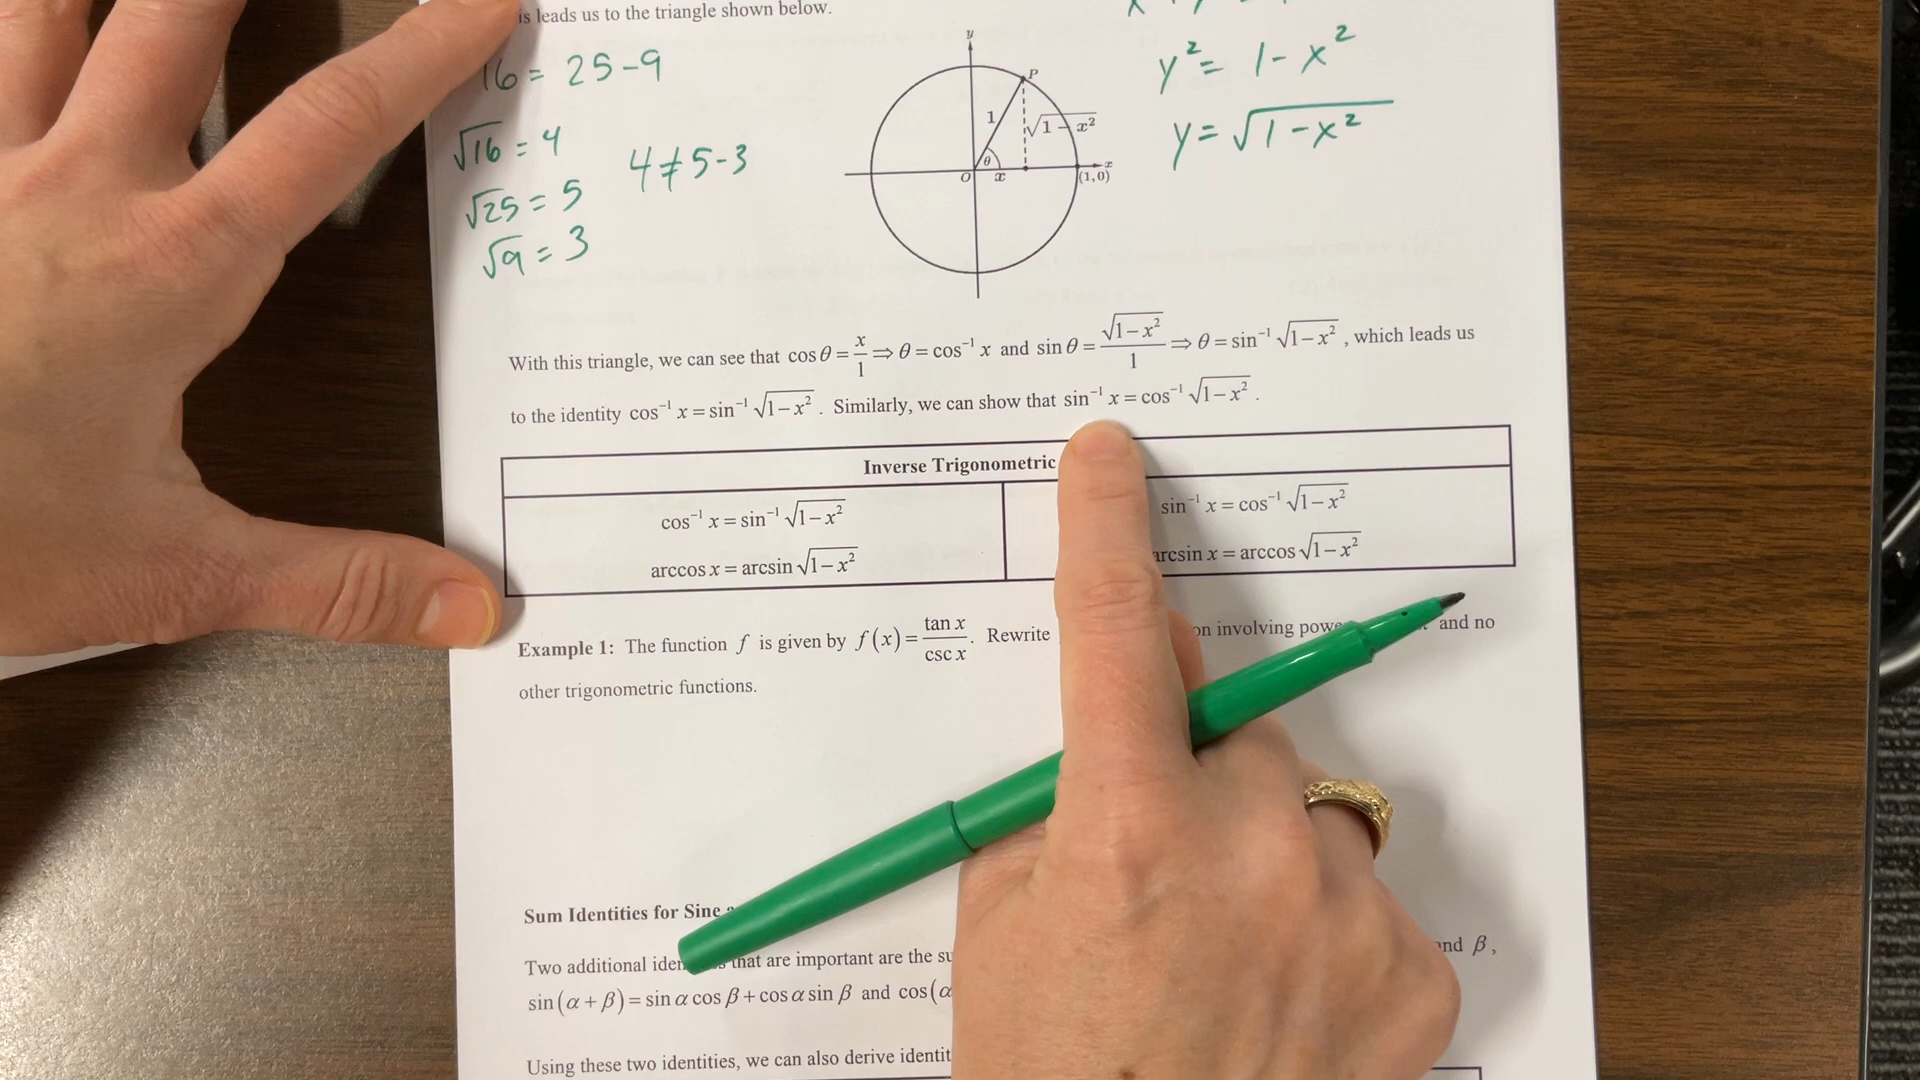 is leads us to the triangle shown below.
16 = 25-9
√16 = 4
4 ≠ 5-3
√25 = 5
√9 = 3
y
P
1
√1 - x²
θ
O
x
x
(1,0)
y² = 1 - x²
y = √1-x²
With this triangle, we can see that cos θ = x/1 ⇒ θ = cos⁻¹ x and sin θ = √1-x²/1 ⇒ θ = sin⁻¹ √1-x² , which leads us
to the identity cos⁻¹ x = sin⁻¹ √1-x² . Similarly, we can show that sin⁻¹ x = cos⁻¹ √1-x² .
Inverse Trigonometric
cos⁻¹ x = sin⁻¹ √1-x²
sin⁻¹ x = cos⁻¹ √1-x²
arccos x = arcsin √1-x²
arcsin x = arccos √1-x²
Example 1: The function f is given by f(x) = tan x/csc x. Rewrite on involving and no
other trigonometric functions.
Sum Identities for Sine
Two additional that are important are the and β,
sin(α + β) = sin α cos β + cos α sin β and cos(α
Using these two identities, we can also derive